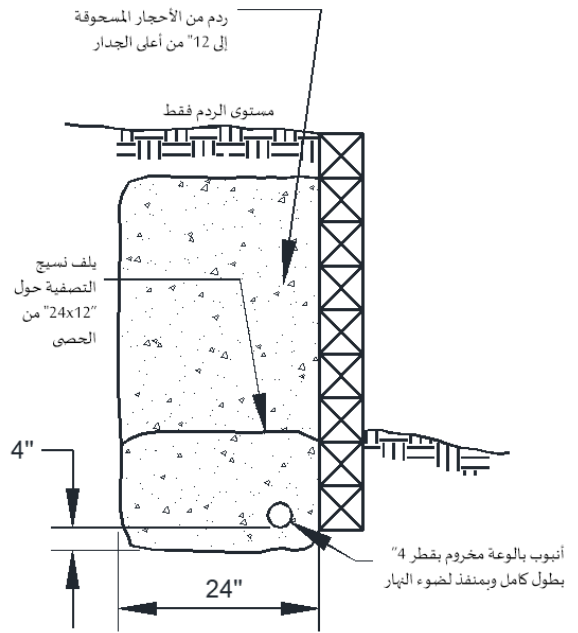 ردم من الأحجار المسحوقة
إلى 12" من أعلى الجدار
مستوى الردم فقط
يلف نسيج
التصفية حول
24x12" من
الحصى
4"
أنبوب بالوعة مخروم بقطر 4"
بطول كامل وبمنفذ لضوء النهار
24"